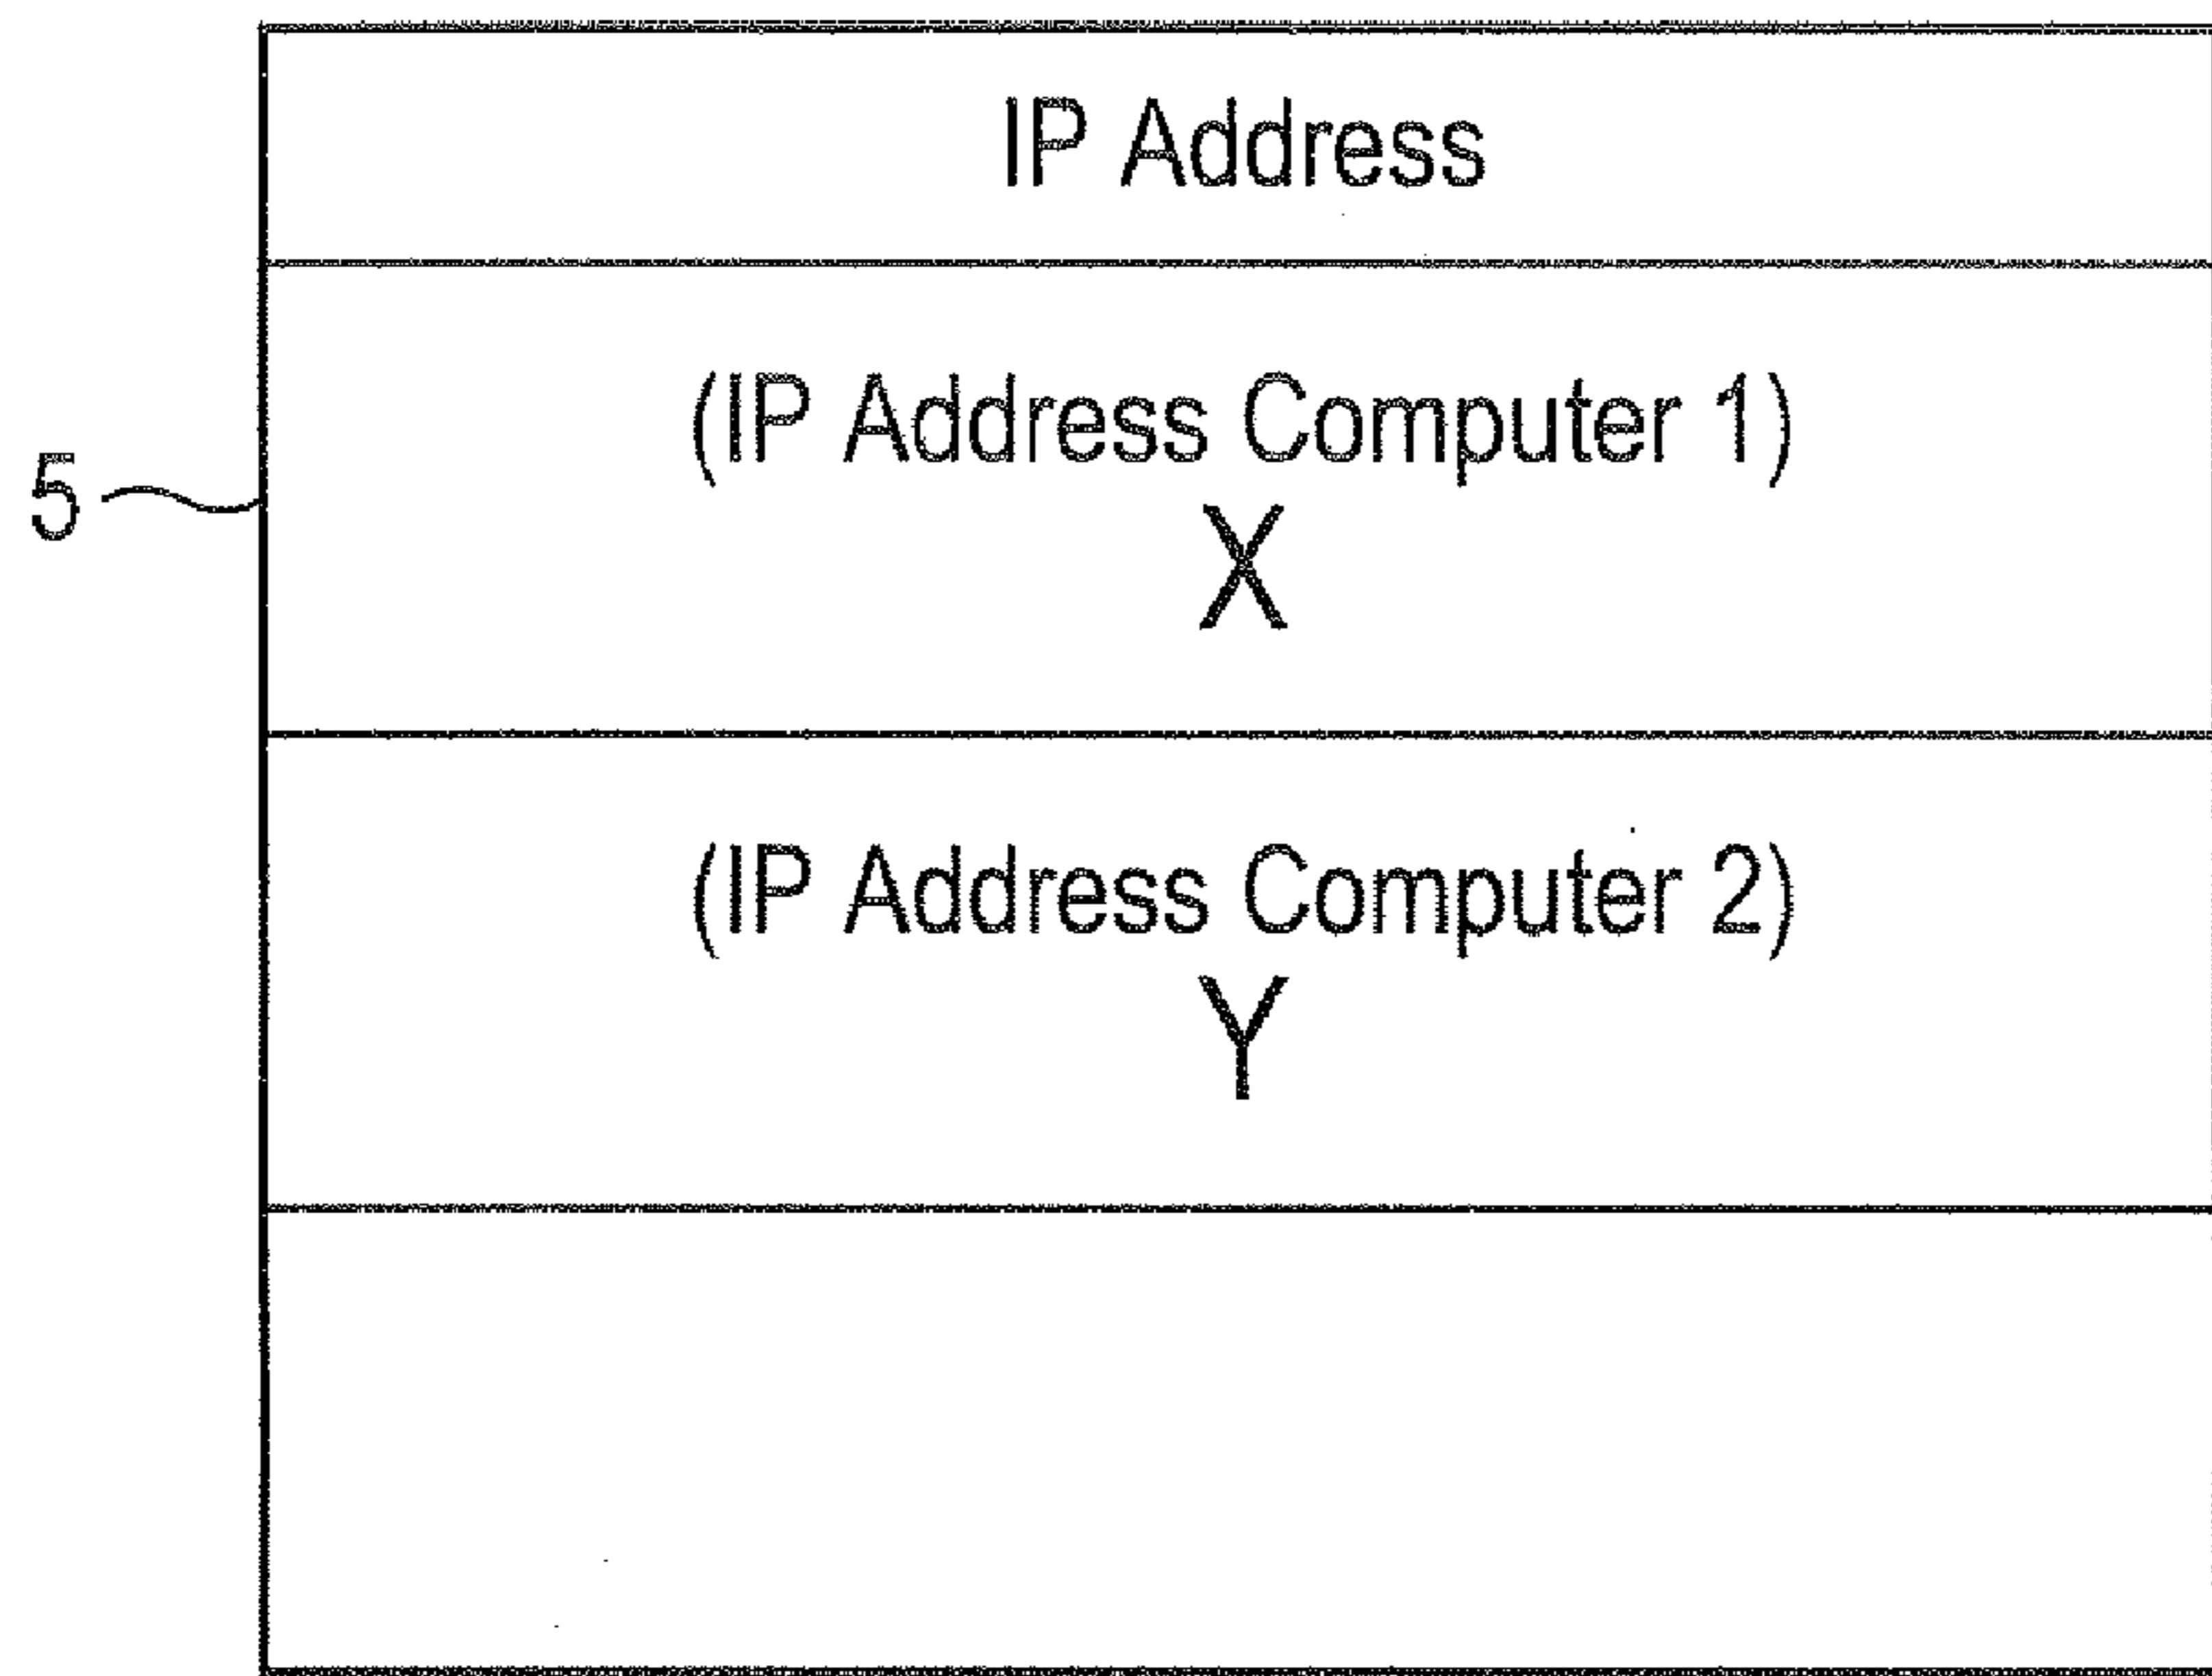 IP Address
(IP Address Computer 1)
X
5
(IP Address Computer 2)
Y